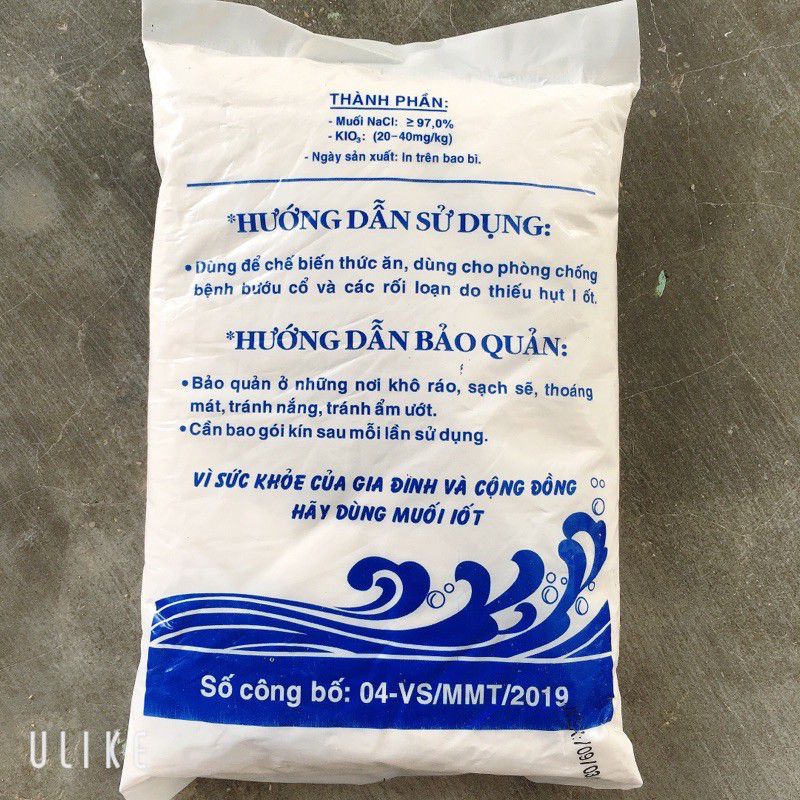 THÀNH PHẦN:
- Muối NaCl: ≥ 97,0%
- KIO₃: (20-40mg/kg)
- Ngày sản xuất: In trên bao bì.
*HƯỚNG DẪN SỬ DỤNG:
• Dùng để chế biến thức ăn, dùng cho phòng chống
bệnh bướu cổ và các rối loạn do thiếu hụt I ốt.
*HƯỚNG DẪN BẢO QUẢN:
• Bảo quản ở những nơi khô ráo, sạch sẽ, thoáng
mát, tránh nắng, tránh ẩm ướt.
• Cần bao gói kín sau mỗi lần sử dụng.
VÌ SỨC KHỎE CỦA GIA ĐÌNH VÀ CỘNG ĐỒNG
HÃY DÙNG MUỐI IỐT
Số công bố: 04-VS/MMT/2019
ULIKE